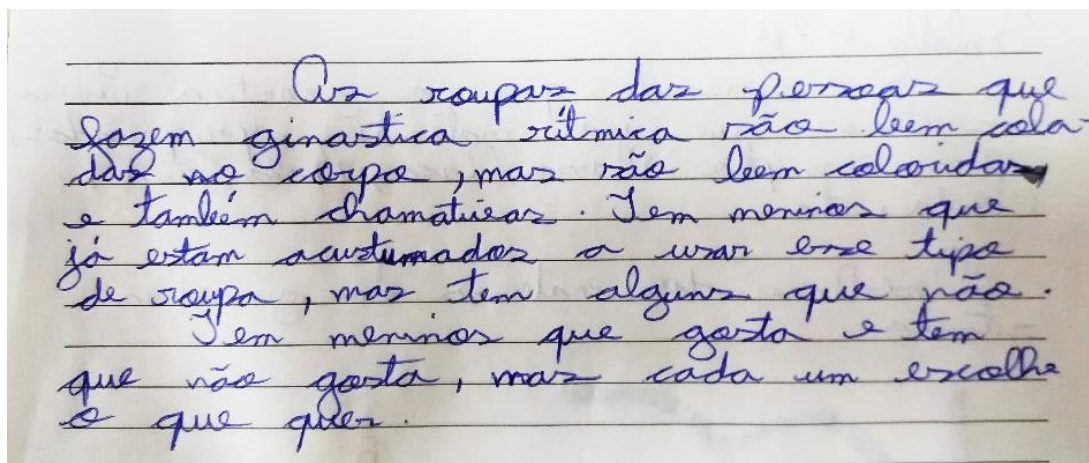 As roupas das pessoas que
fazem ginastica rítmica são bem cola-
das no corpo, mas são bem coloridas
e também chamativas. Tem meninos que
já estam acustumados a usar esse tipo
de roupa, mas tem alguns que não.
Tem meninos que gosta e tem
que não gosta, mas cada um escolhe
o que quer.